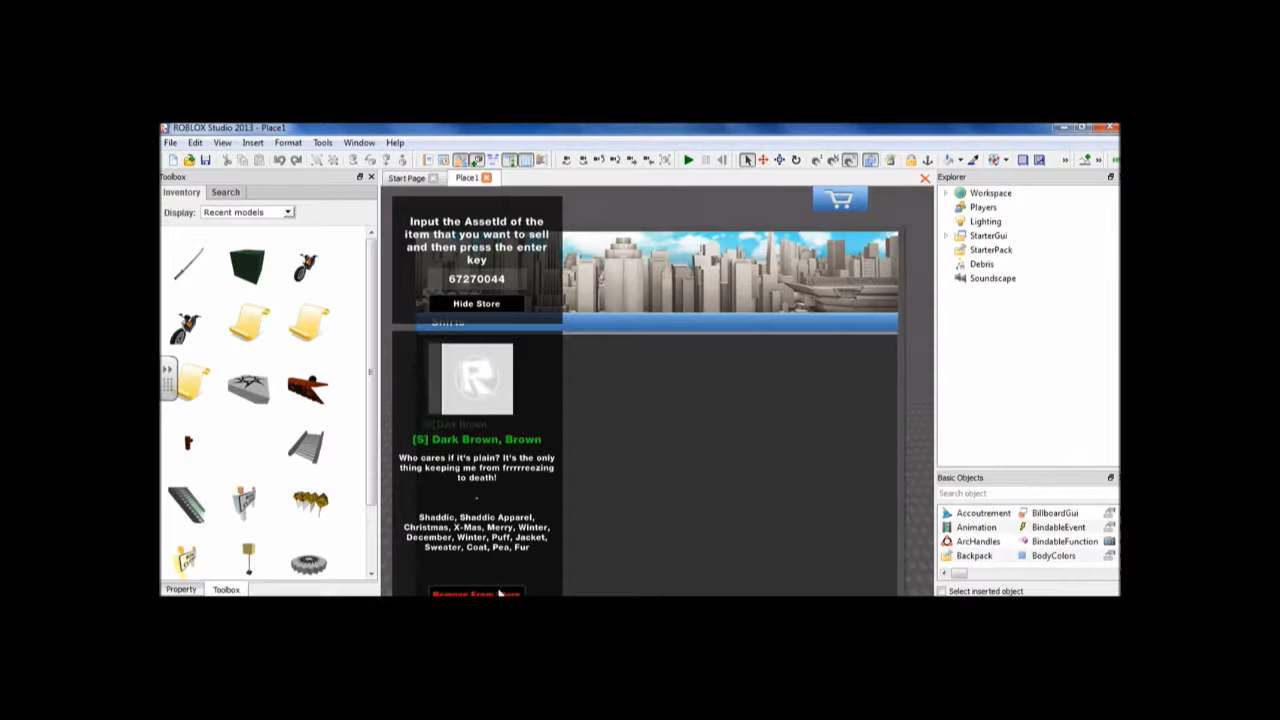 ROBLOX Studio 2013 - Place1
File Edit View Insert Format Tools Window Help
Toolbox
Start Page
Place1
Explorer
Inventory
Search
Display:
Recent models
Input the AssetId of the
item that you want to sell
and then press the enter
key
67270044
Hide Store
Shirts
R
[S] Dark Brown, Brown
Who cares if it's plain? It's the only
thing keeping me from frrrrreezing
to death!
-
Shaddic, Shaddic Apparel,
Christmas, X-Mas, Merry, Winter,
December, Winter, Puff, Jacket,
Sweater, Coat, Pea, Fur
Remove From Store
Workspace
Players
Lighting
StarterGui
StarterPack
Debris
Soundscape
Basic Objects
Search object
Accoutrement BillboardGui
Animation BindableEvent
ArcHandles BindableFunction
Backpack BodyColors
Select inserted object
Property
Toolbox